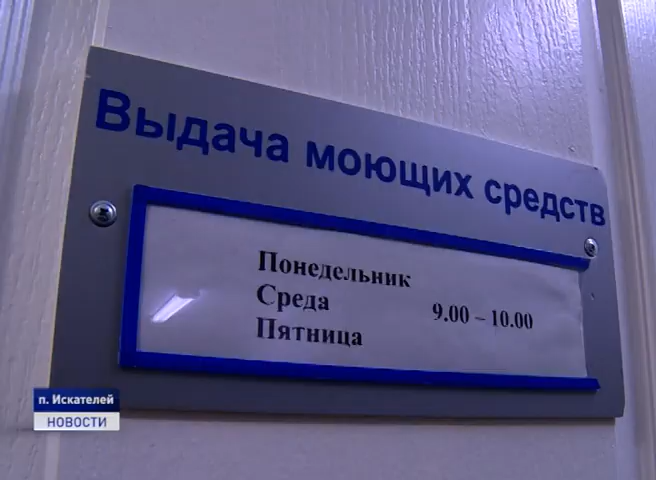 Выдача моющих средств
Понедельник
Среда 9.00 – 10.00
Пятница
п. Искателей
НОВОСТИ